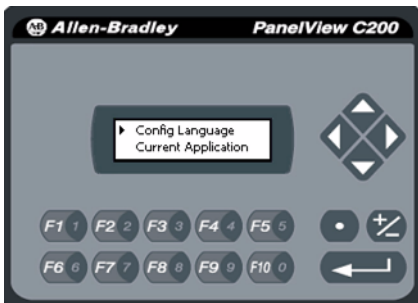 AB Allen-Bradley PanelView C200
Config Language
Current Application
F1 1 F2 2 F3 3 F4 4 F5 5 • +/-
F6 6 F7 7 F8 8 F9 9 F10 0